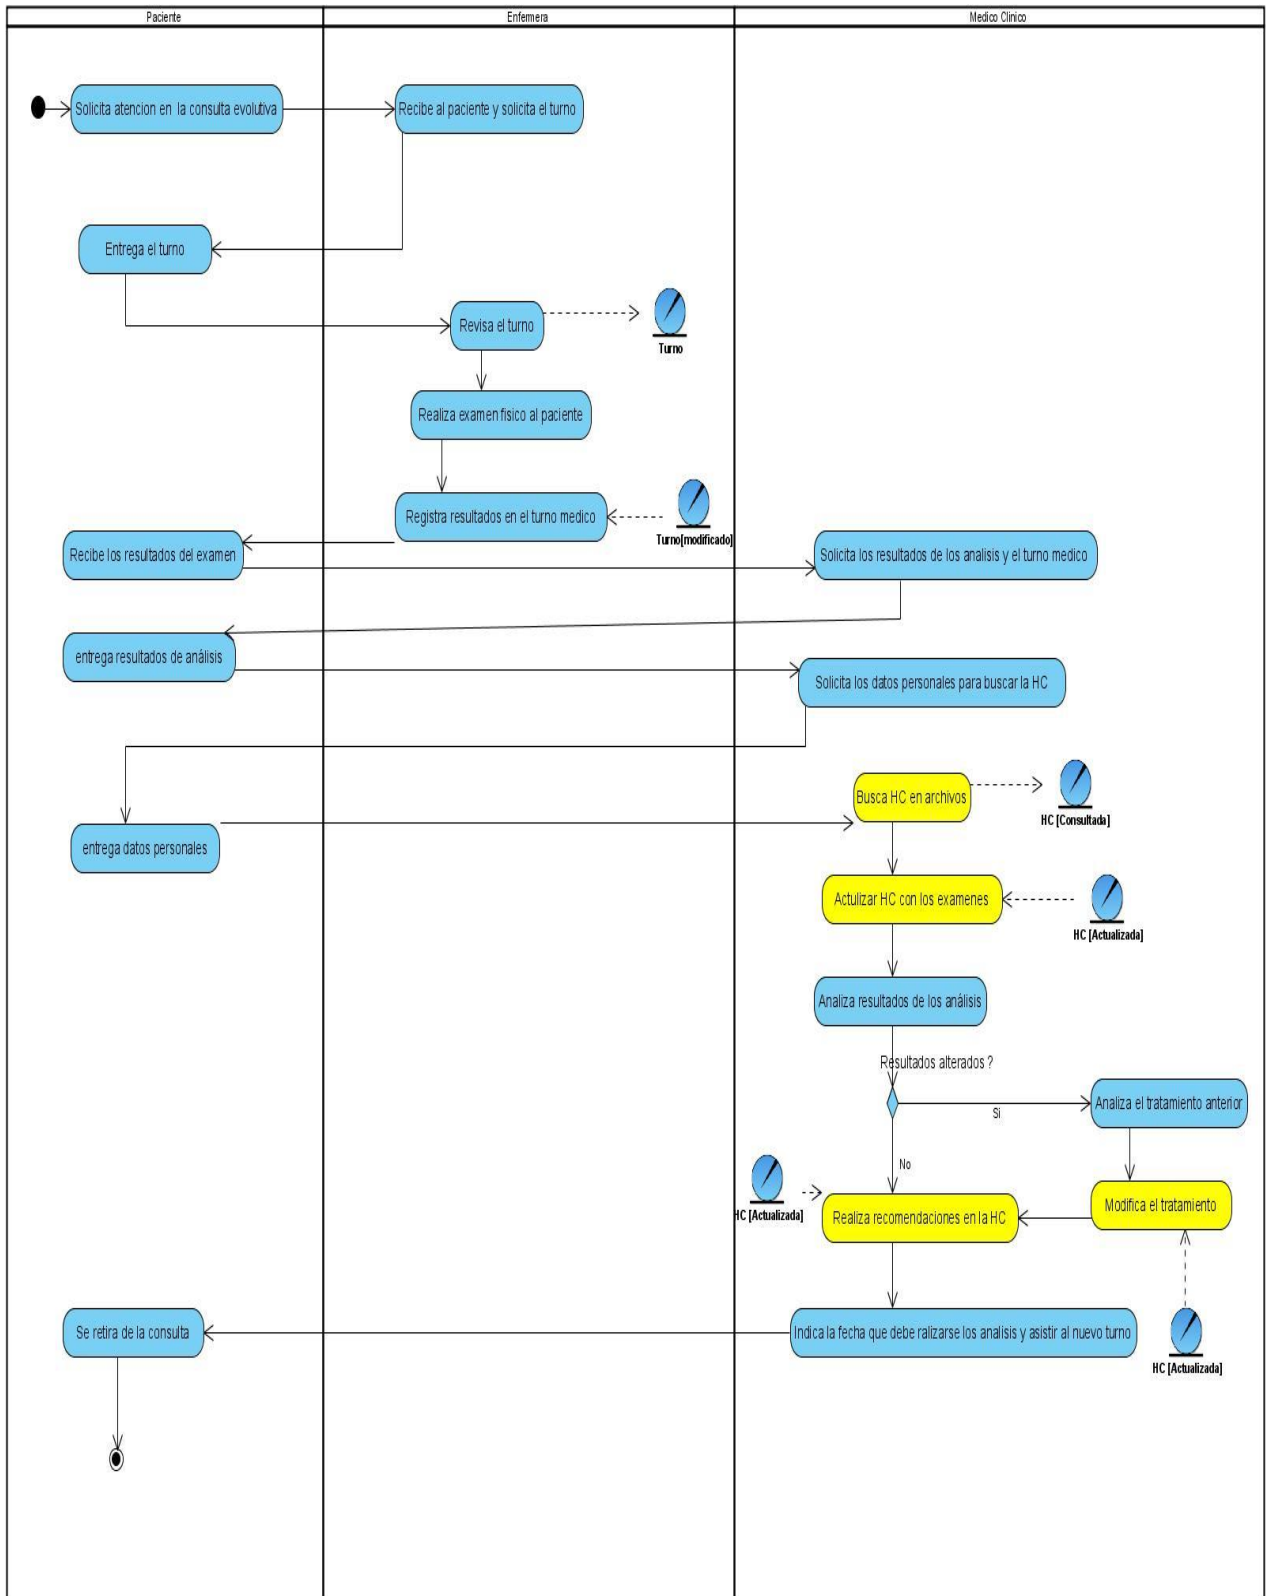 Paciente
Enfermera
Medico Clinico
Solicita atencion en la consulta evolutiva
Recibe al paciente y solicita el turno
Entrega el turno
Revisa el turno
Turno
Realiza examen fisico al paciente
Registra resultados en el turno medico
Turno[modificado]
Recibe los resultados del examen
Solicita los resultados de los analisis y el turno medico
entrega resultados de análisis
Solicita los datos personales para buscar la HC
Busca HC en archivos
HC [Consultada]
entrega datos personales
Actulizar HC con los examenes
HC [Actualizada]
Analiza resultados de los análisis
Resultados alterados ?
Si
Analiza el tratamiento anterior
No
HC [Actualizada]
Realiza recomendaciones en la HC
Modifica el tratamiento
Se retira de la consulta
Indica la fecha que debe ralizarse los analisis y asistir al nuevo turno
HC [Actualizada]